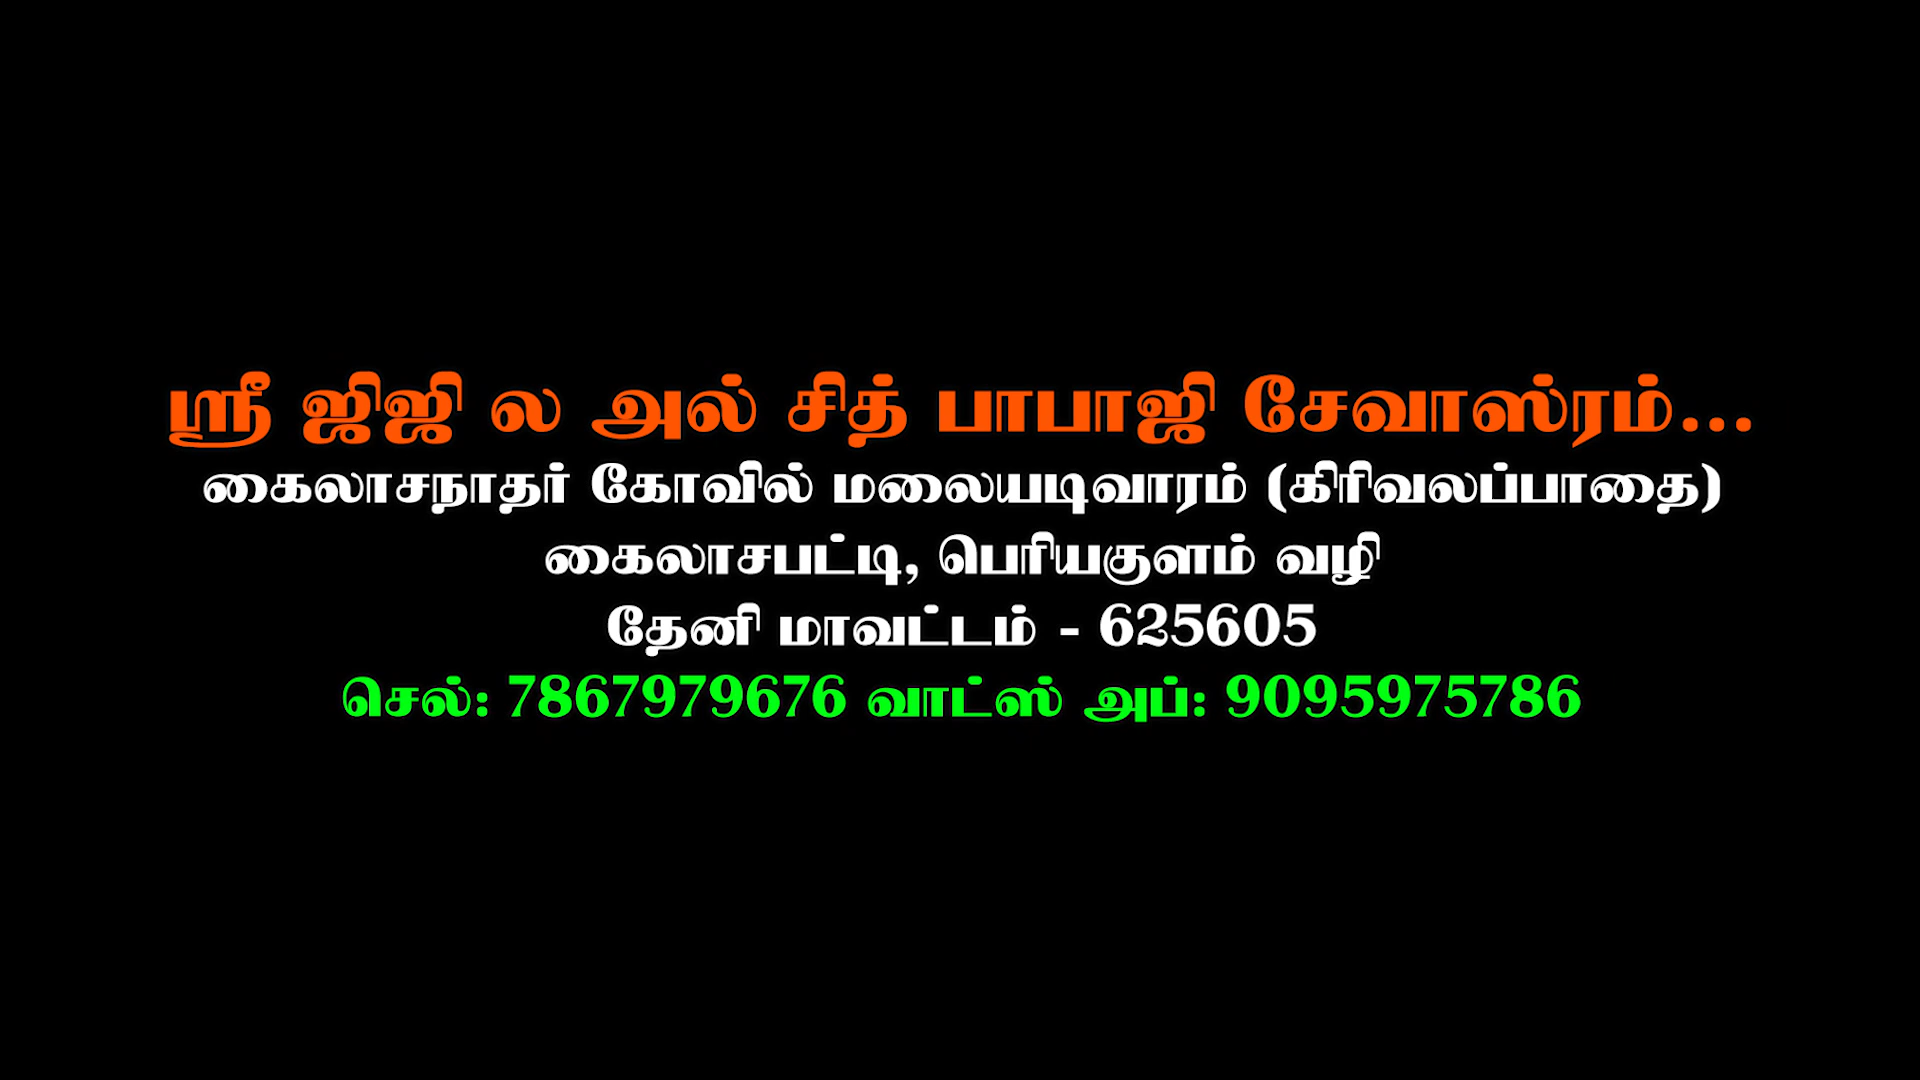 ஸ்ரீ ஜிஜி ல அல் சித் பாபாஜி சேவாஸ்ரம்...
கைலாசநாதர் கோவில் மலையடிவாரம் (கிரிவலப்பாதை)
கைலாசபட்டி, பெரியகுளம் வழி
தேனி மாவட்டம் - 625605
செல்: 7867979676 வாட்ஸ் அப்: 9095975786